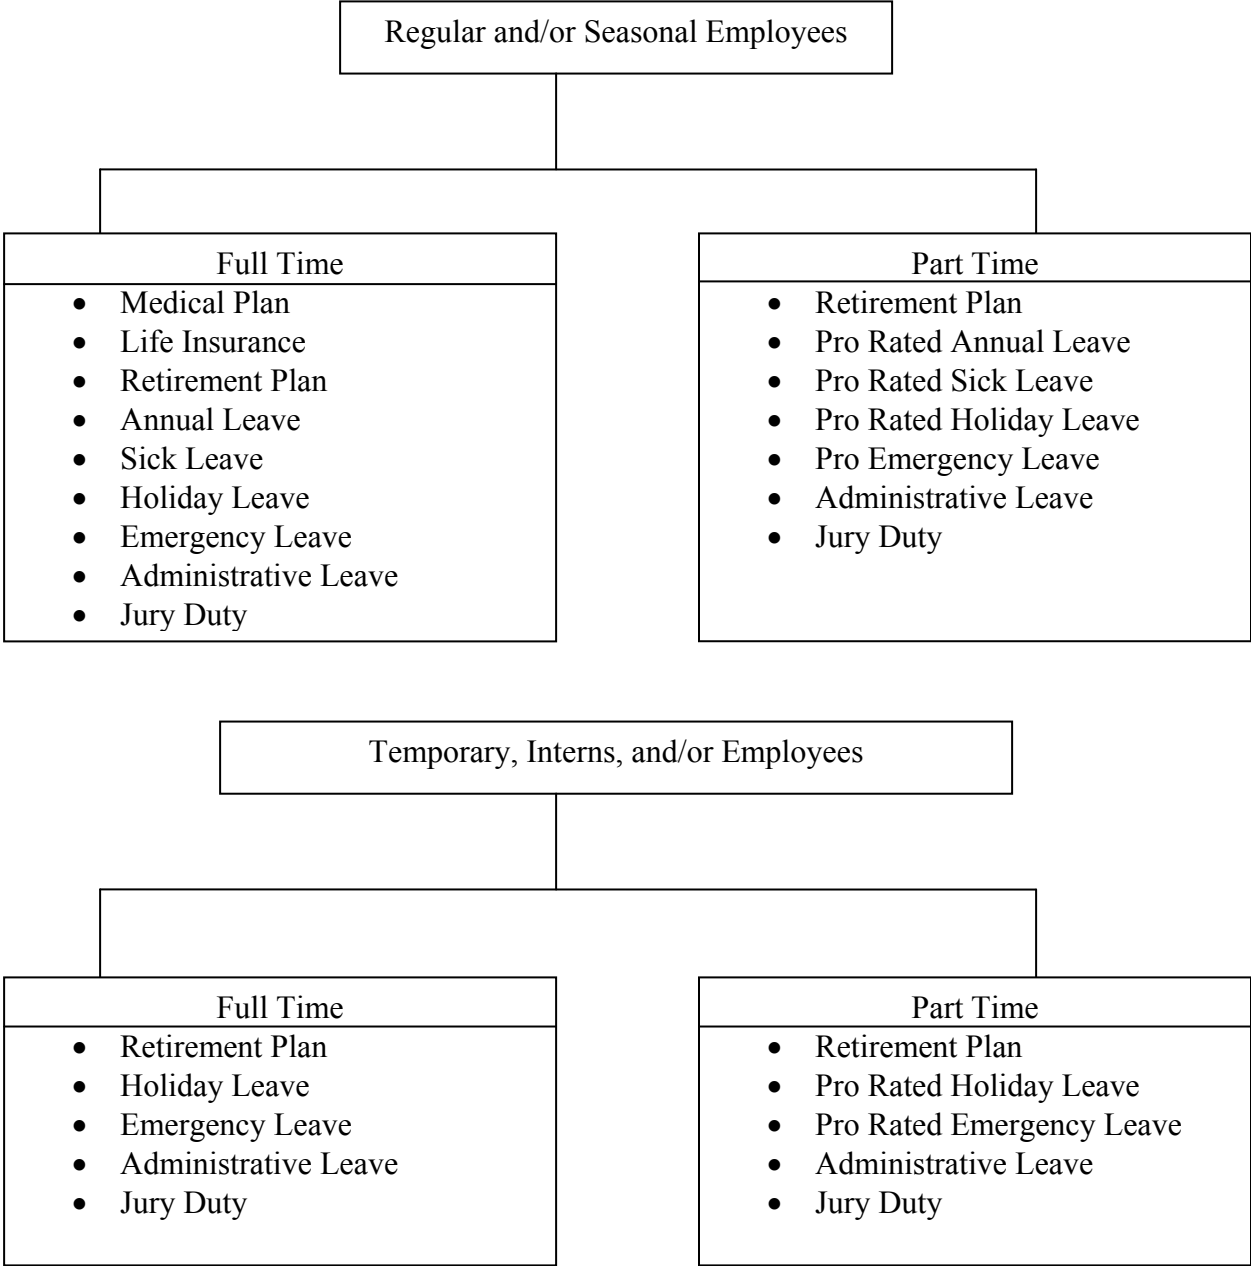 Regular and/or Seasonal Employees
Full Time
• Medical Plan
• Life Insurance
• Retirement Plan
• Annual Leave
• Sick Leave
• Holiday Leave
• Emergency Leave
• Administrative Leave
• Jury Duty
Part Time
• Retirement Plan
• Pro Rated Annual Leave
• Pro Rated Sick Leave
• Pro Rated Holiday Leave
• Pro Emergency Leave
• Administrative Leave
• Jury Duty
Temporary, Interns, and/or Employees
Full Time
• Retirement Plan
• Holiday Leave
• Emergency Leave
• Administrative Leave
• Jury Duty
Part Time
• Retirement Plan
• Pro Rated Holiday Leave
• Pro Rated Emergency Leave
• Administrative Leave
• Jury Duty